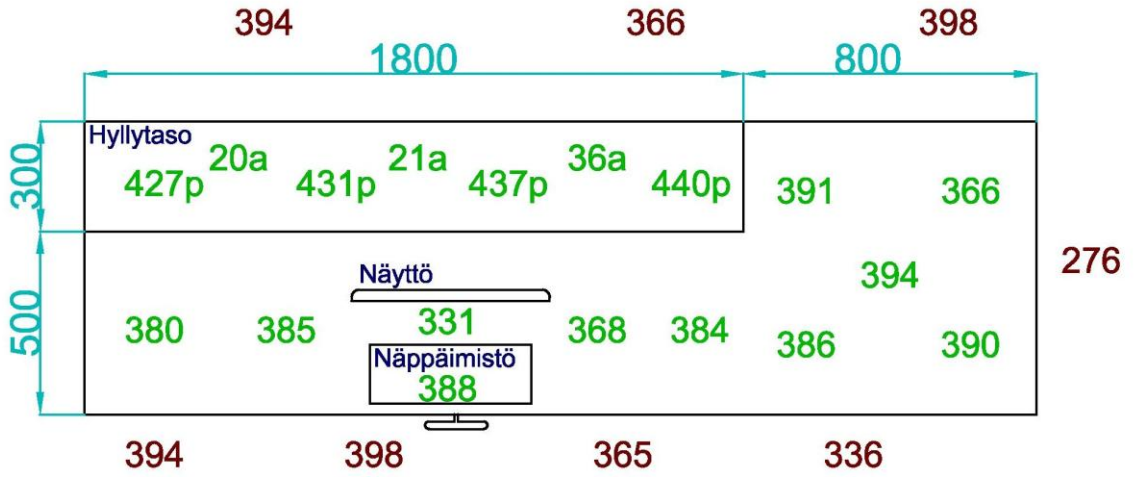 394 366 398
1800 800
Hyllytaso
20a 21a 36a
427p 431p 437p 440p 391 366
300
276
Näyttö 394
380 385 331 368 384 386 390
500
Näppäimistö
388
394 398 365 336